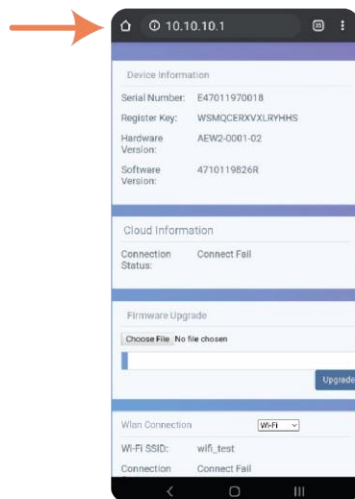 10.10.10.1
Device Information
Serial Number: E47011970018
Register Key: WSMQCERXVXLRYHHS
Hardware Version: AEW2-0001-02
Software Version: 4710119826R
Cloud Information
Connection Status: Connect Fail
Firmware Upgrade
Choose File No file chosen
Upgrade
Wlan Connection Wi-Fi
Wi-Fi SSID: wifi_test
Connection Connect Fail